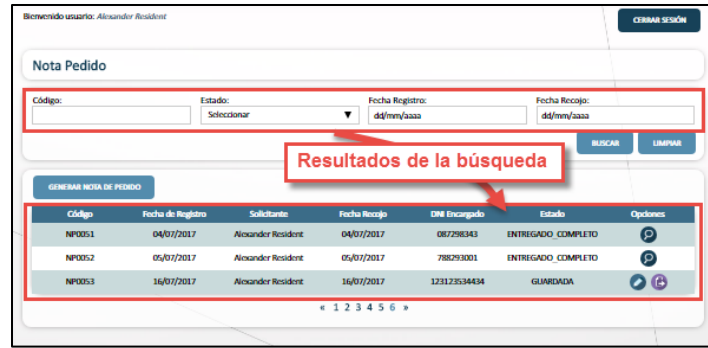 Bienvenido usuario: Alexander Resident
CERRAR SESIÓN
Nota Pedido
Código: Estado: Fecha Registro: Fecha Recojo:
Seleccionar ▼ dd/mm/aaaa dd/mm/aaaa
BUSCAR LIMPIAR
Resultados de la búsqueda
GENERAR NOTA DE PEDIDO
Código Fecha de Registro Solicitante Fecha Recojo DNI Encargado Estado Opciones
NP0051 04/07/2017 Alexander Resident 04/07/2017 087298343 ENTREGADO_COMPLETO
NP0052 05/07/2017 Alexander Resident 05/07/2017 788293001 ENTREGADO_COMPLETO
NP0053 16/07/2017 Alexander Resident 16/07/2017 123123534434 GUARDADA
« 1 2 3 4 5 6 »